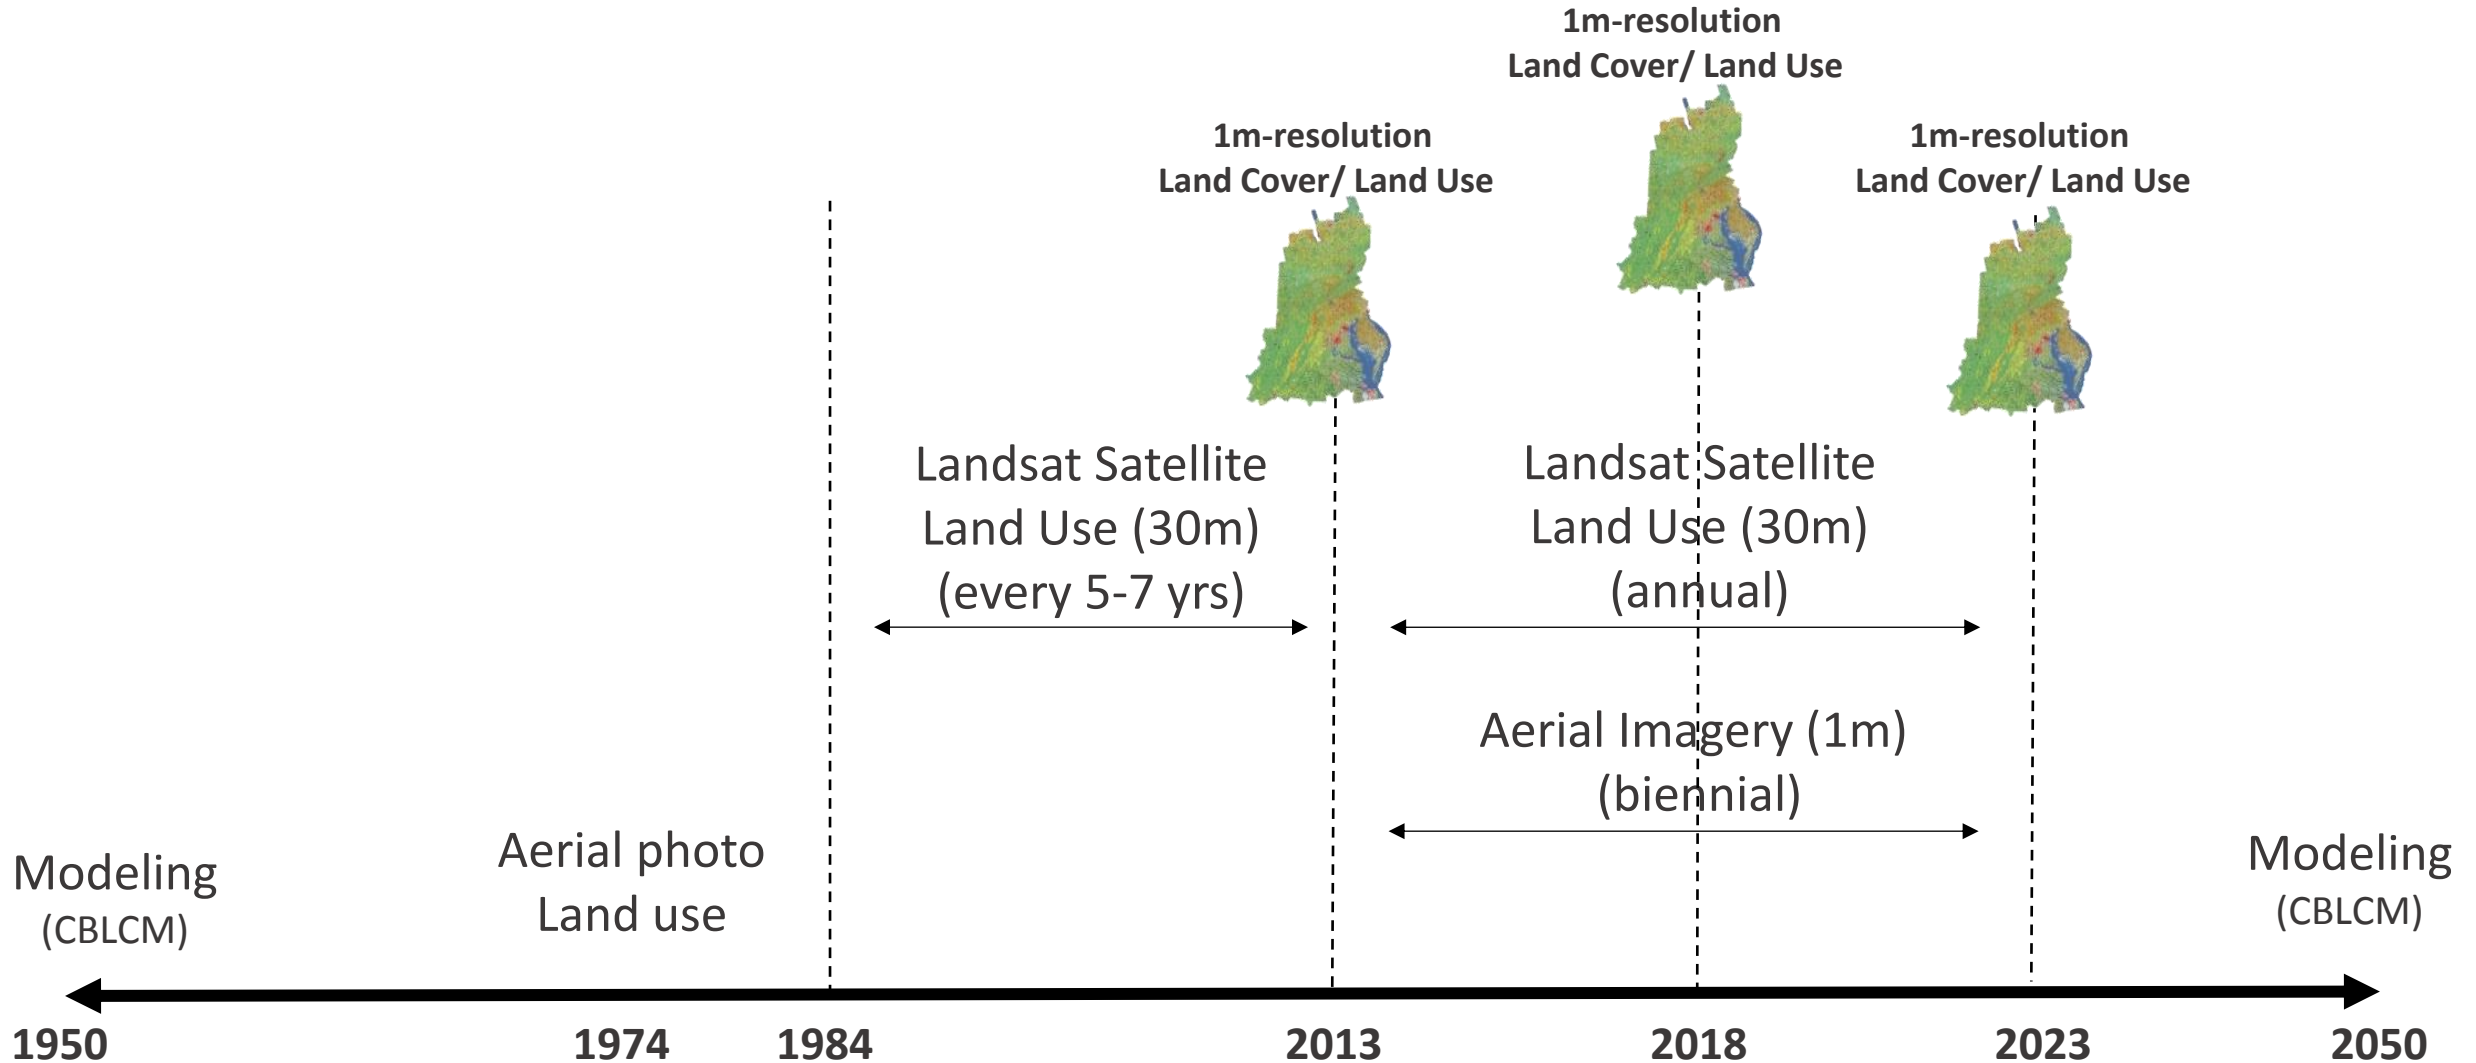 1m-resolution
Land Cover/ Land Use
1m-resolution
Land Cover/ Land Use
1m-resolution
Land Cover/ Land Use
Landsat Satellite
Land Use (30m)
(every 5-7 yrs)
Landsat Satellite
Land Use (30m)
(annual)
Aerial Imagery (1m)
(biennial)
Modeling
(CBLCM)
Aerial photo
Land use
Modeling
(CBLCM)
1950
1974
1984
2013
2018
2023
2050